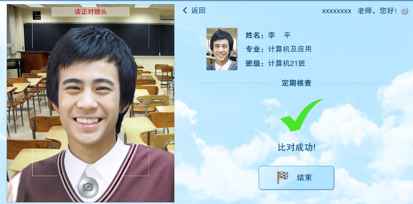 请正对镜头
返回
xxxxxxxx 老师，您好！
姓名：李 平
专业：计算机及应用
班级：计算机21班
定期核查
比对成功!
结束